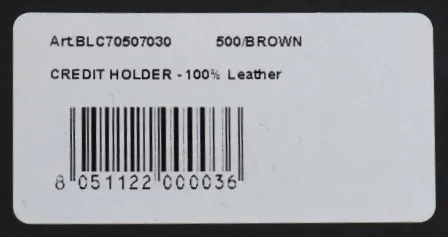 Art.BLC70507030 500/BROWN
CREDIT HOLDER - 100% Leather
8 051122 000036